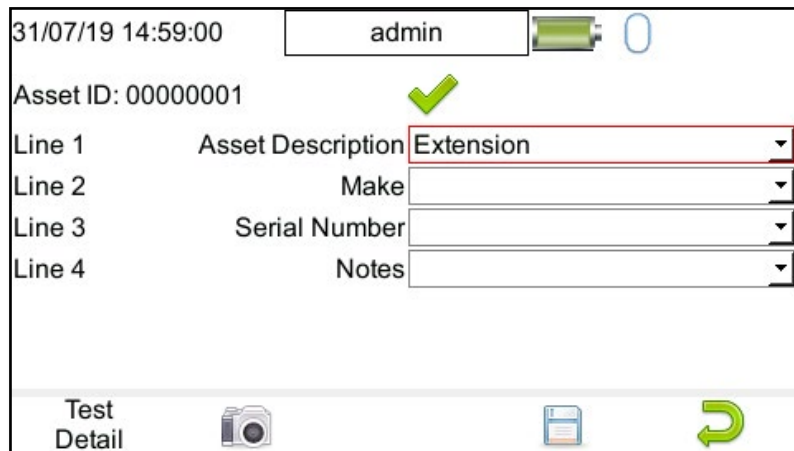 31/07/19 14:59:00 admin
Asset ID: 00000001
Line 1 Asset Description Extension
Line 2 Make
Line 3 Serial Number
Line 4 Notes
Test
Detail